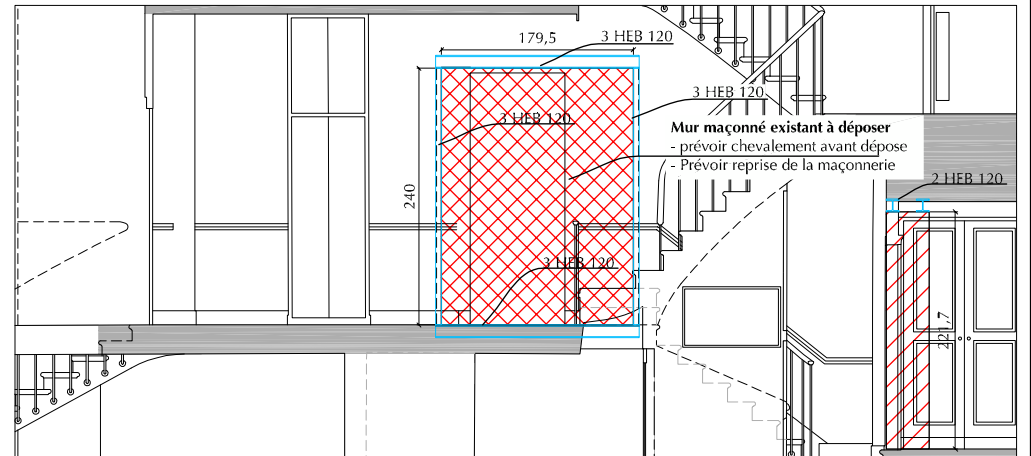 179,5
3 HEB 120
3 HEB 120
3 HEB 120
Mur maçonné existant à déposer
- prévoir chevalement avant dépose
- Prévoir reprise de la maçonnerie
2 HEB 120
240
3 HEB 120
221,7